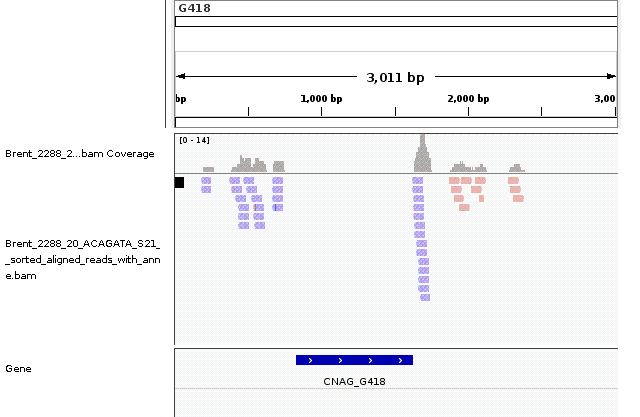 G418
3,011 bp
bp 1,000 bp 2,000 bp 3,00
[0 - 14]
Brent_2288_2...bam Coverage
Brent_2288_20_ACAGATA_S21_
_sorted_aligned_reads_with_ann
e.bam
Gene
CNAG_G418